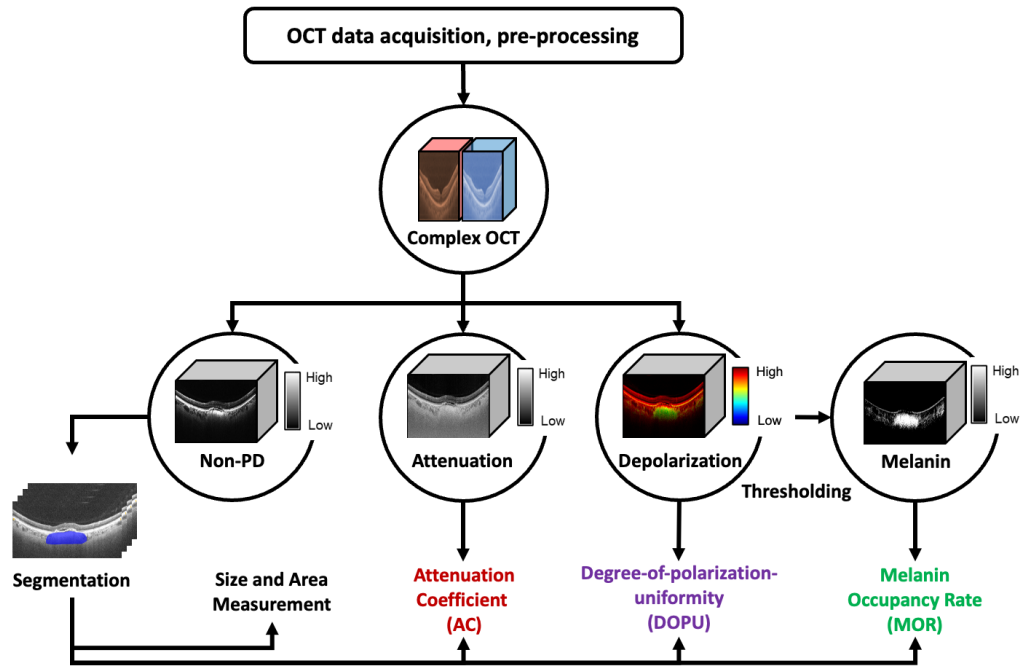 OCT data acquisition, pre-processing
Complex OCT
High
Low
Non-PD
High
Low
Attenuation
High
Low
Depolarization
High
Low
Melanin
Thresholding
Segmentation
Size and Area
Measurement
Attenuation
Coefficient
(AC)
Degree-of-polarization-
uniformity
(DOPU)
Melanin
Occupancy Rate
(MOR)